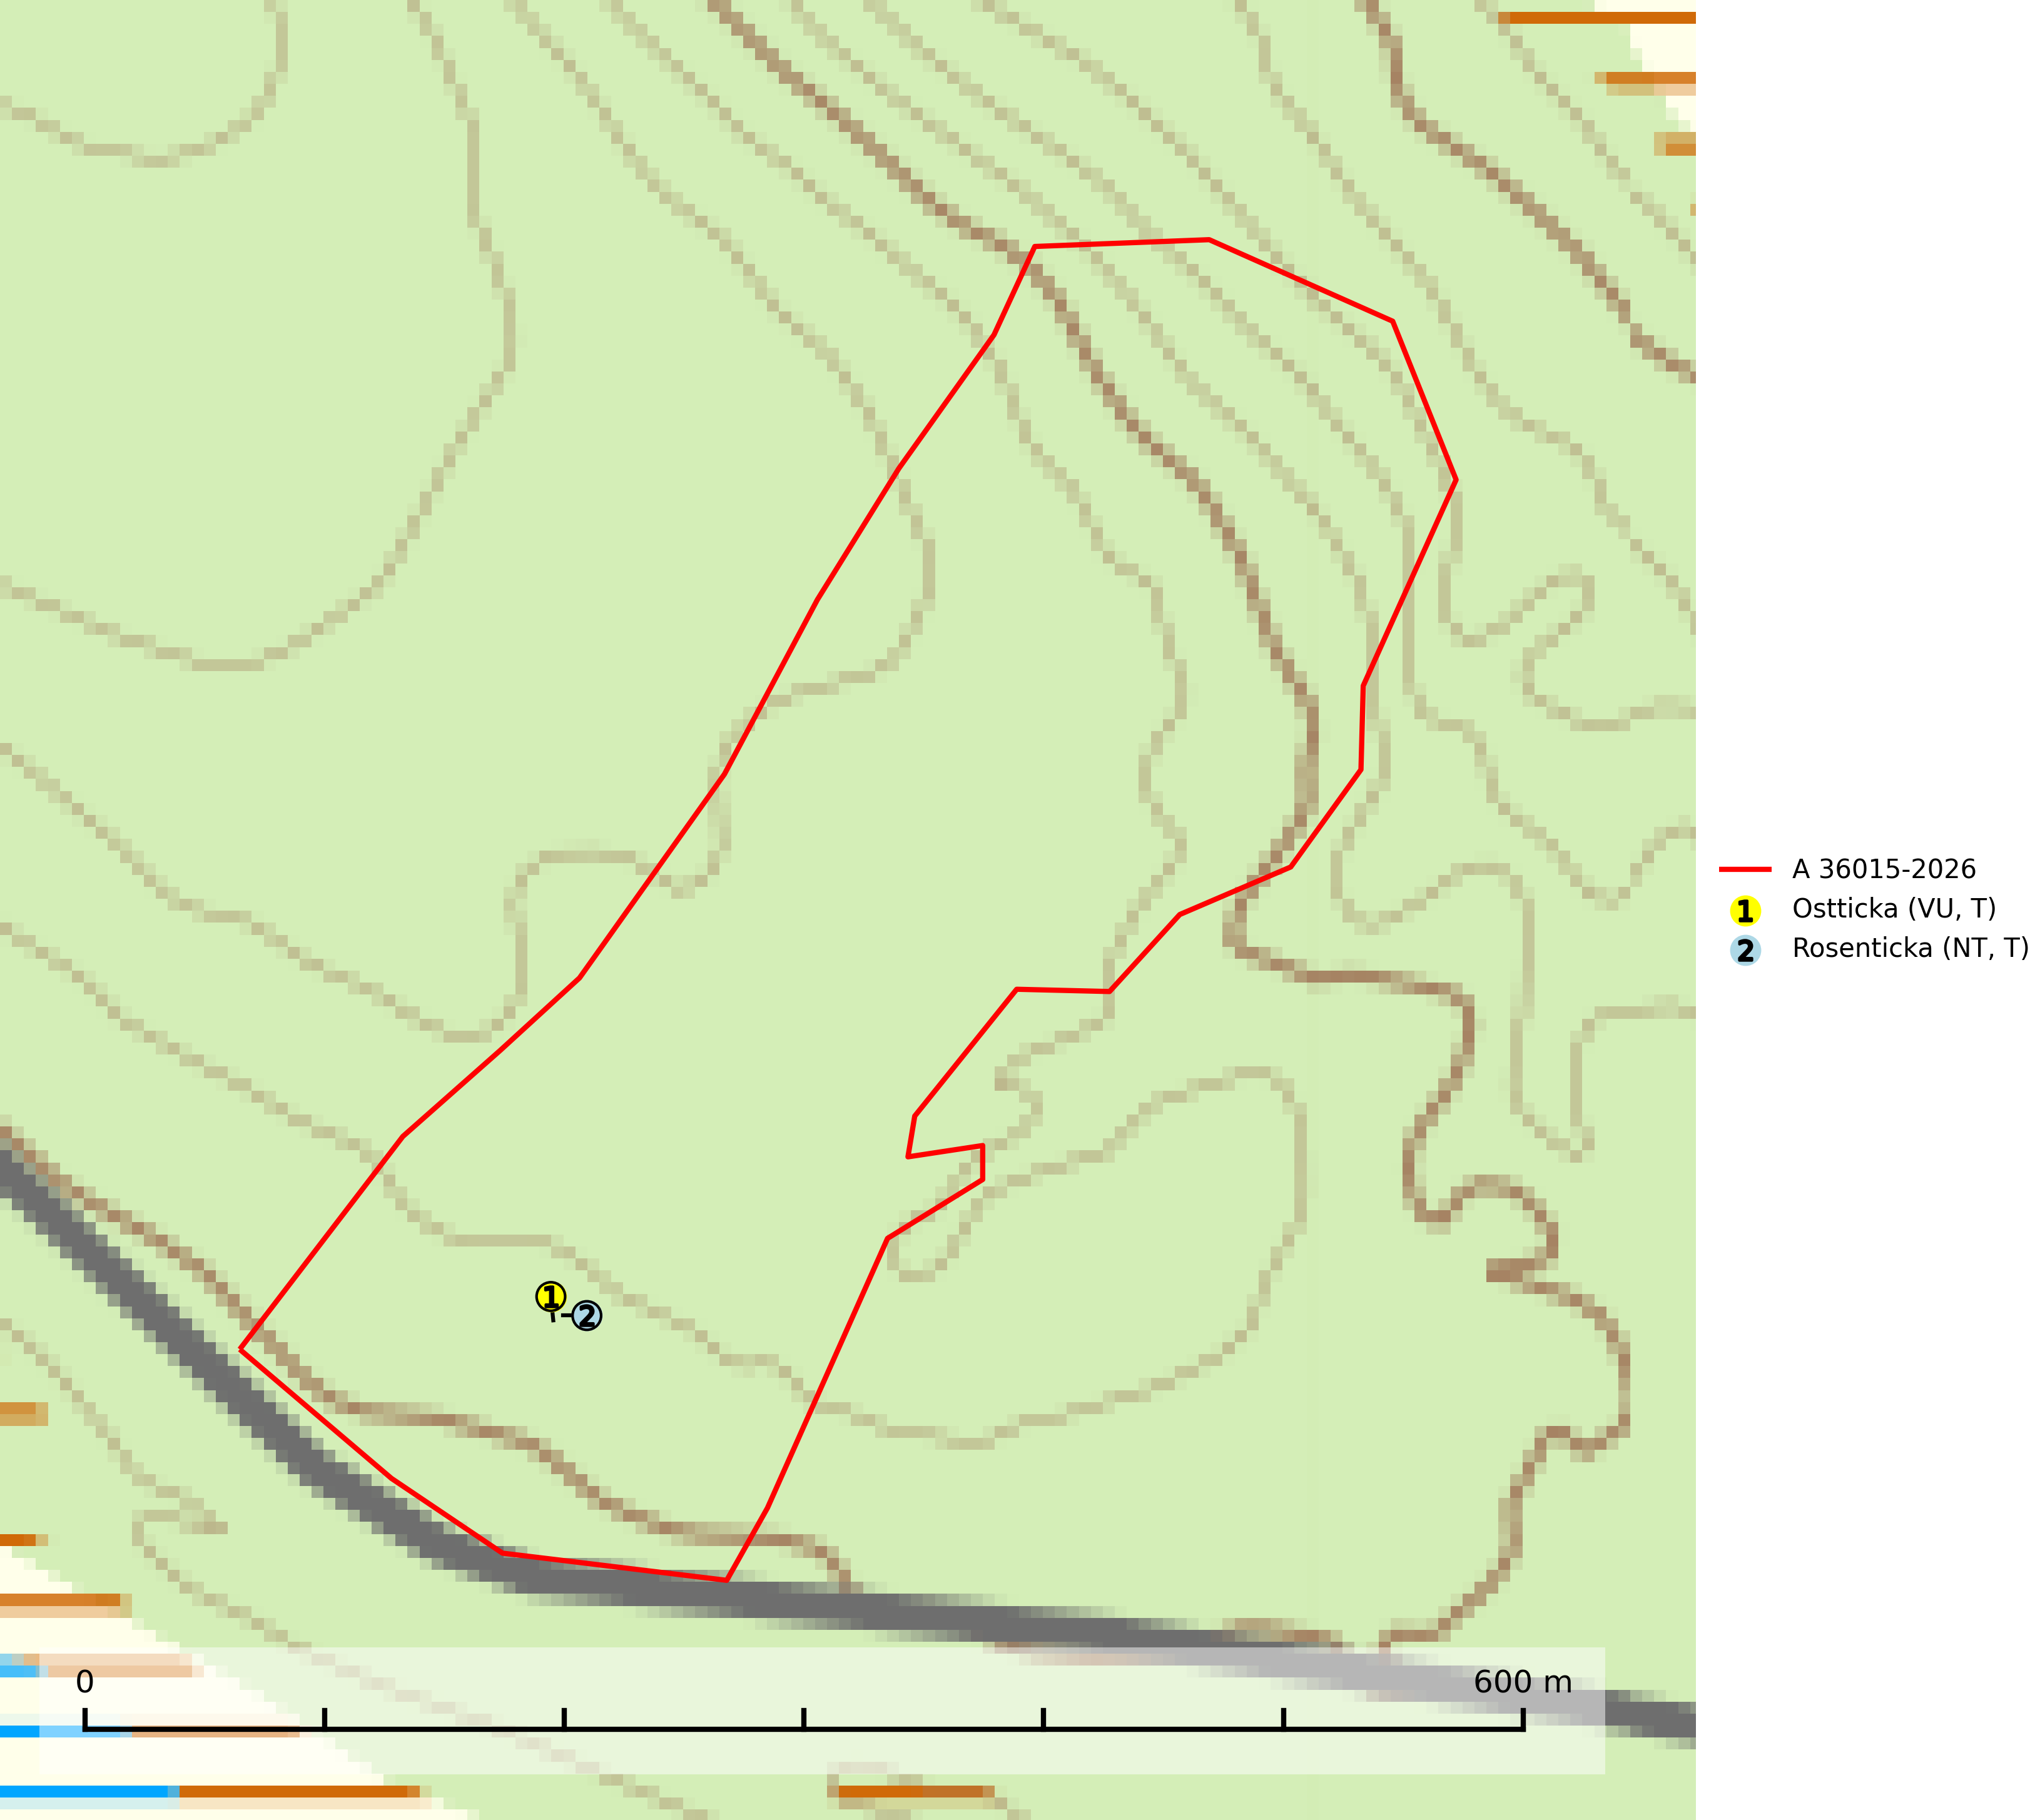 A 36015-2026
1 Ostticka (VU, T)
2 Rosenticka (NT, T)
1
2
0 600 m